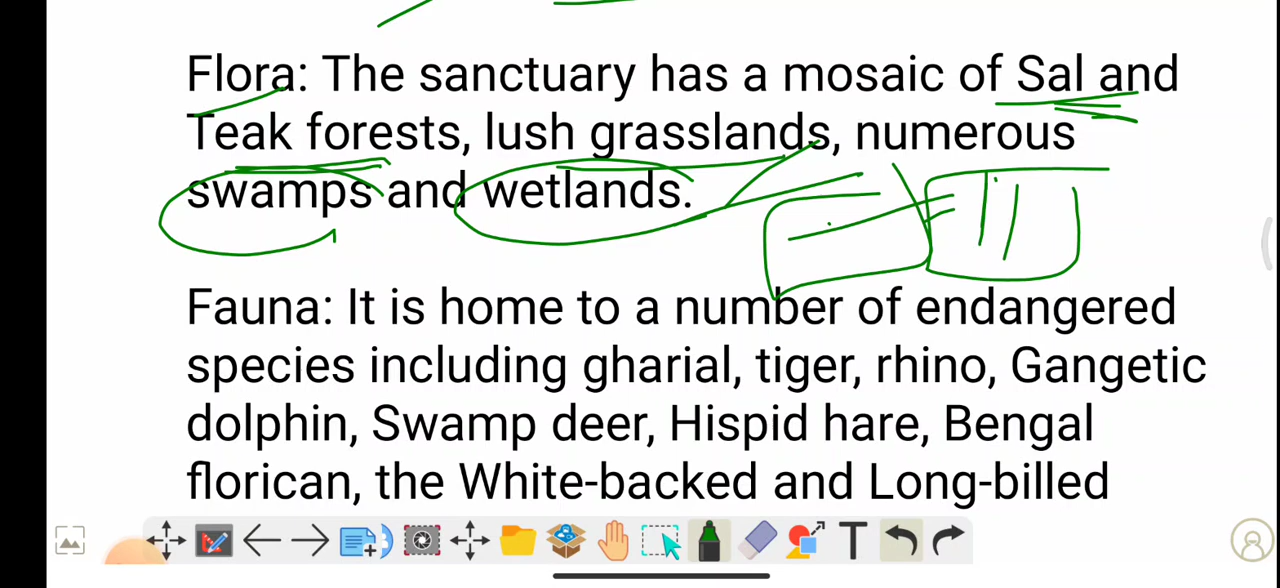 Flora: The sanctuary has a mosaic of Sal and
Teak forests, lush grasslands, numerous
swamps and wetlands.
Fauna: It is home to a number of endangered
species including gharial, tiger, rhino, Gangetic
dolphin, Swamp deer, Hispid hare, Bengal
florican, the White-backed and Long-billed
T